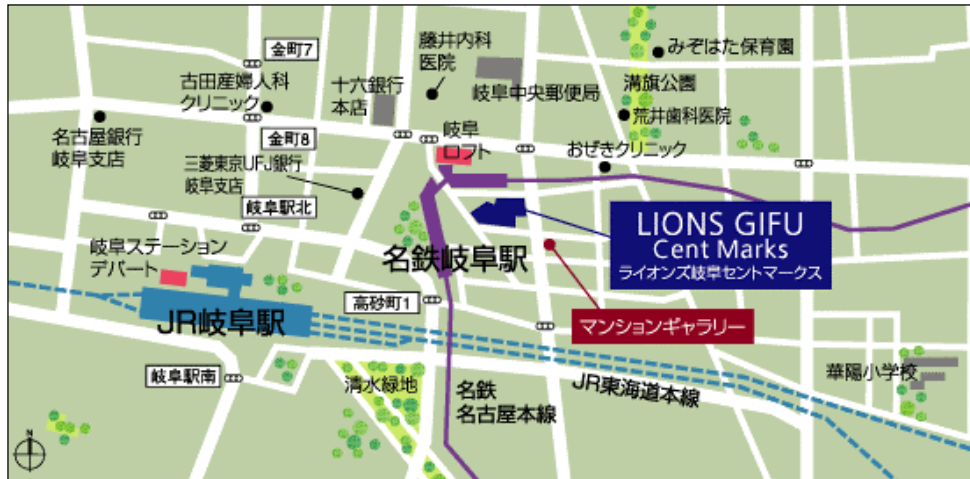 金町7
藤井内科
医院
みぞはた保育園
古田産婦人科
クリニック
十六銀行
本店
岐阜中央郵便局
溝旗公園
荒井歯科医院
名古屋銀行
岐阜支店
金町8
岐阜
ロフト
おぜきクリニック
三菱東京UFJ銀行
岐阜支店
岐阜駅北
LIONS GIFU
Cent Marks
ライオンズ岐阜セントマークス
岐阜ステーション
デパート
名鉄岐阜駅
高砂町1
JR岐阜駅
マンションギャラリー
岐阜駅南
清水緑地
名鉄
名古屋本線
JR東海道本線
華陽小学校
N